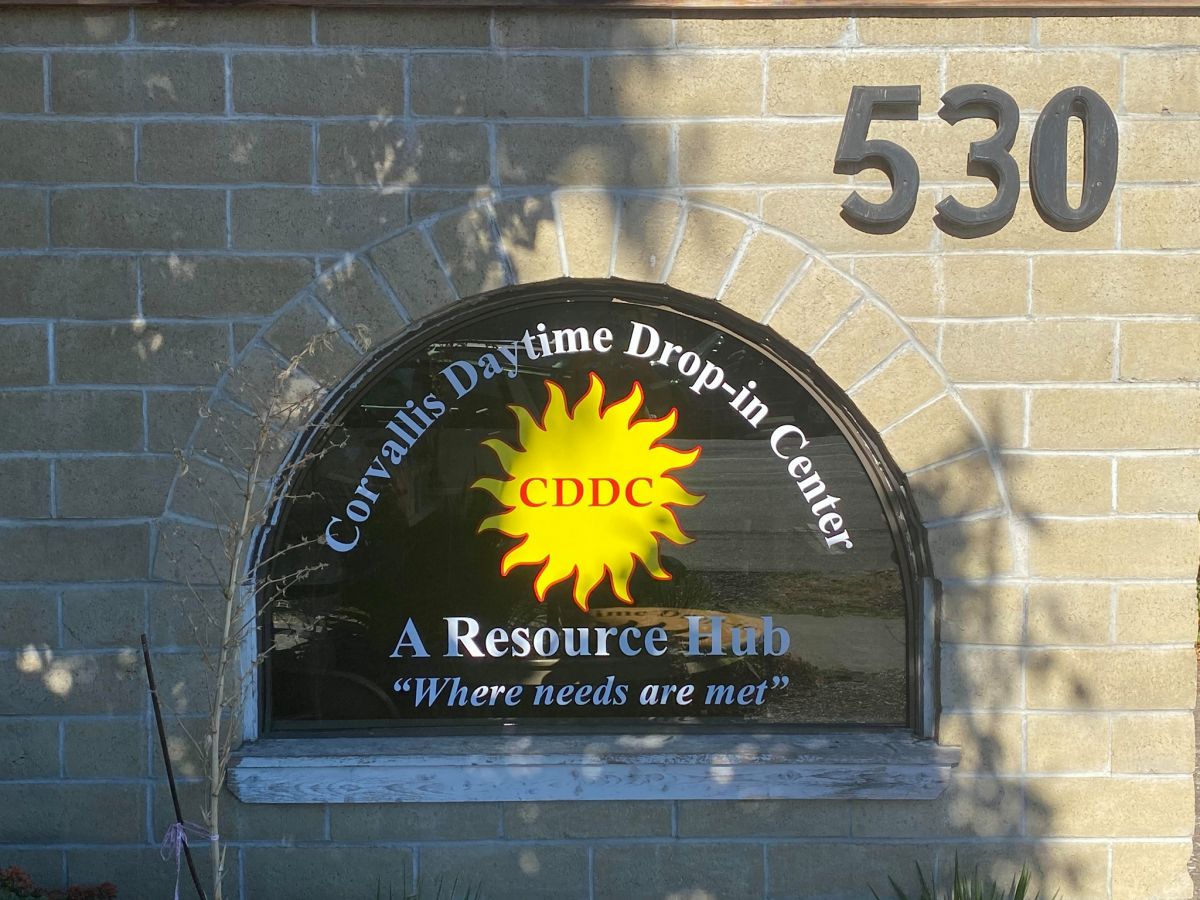 530
Corvallis Daytime Drop-in Center
CDDC
A Resource Hub
“Where needs are met”